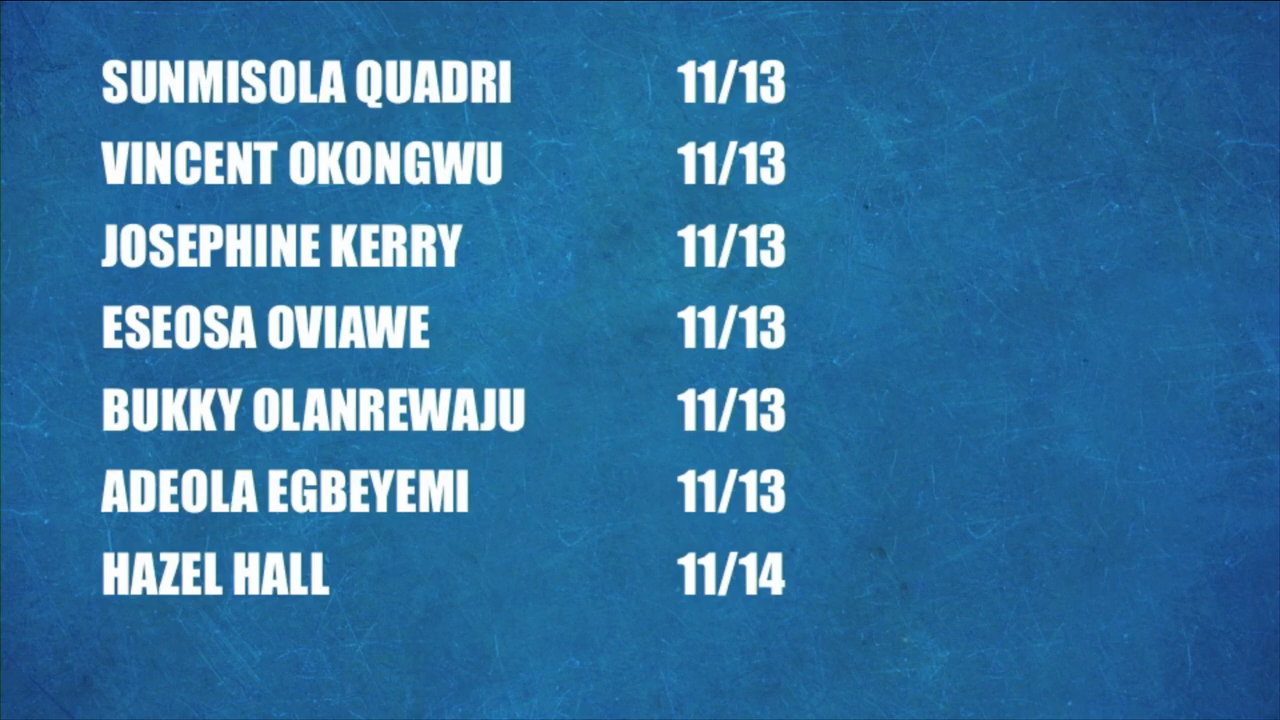 SUNMISOLA QUADRI 11/13
VINCENT OKONGWU 11/13
JOSEPHINE KERRY 11/13
ESEOSA OVIAWE 11/13
BUKKY OLANREWAJU 11/13
ADEOLA EGBEYEMI 11/13
HAZEL HALL 11/14